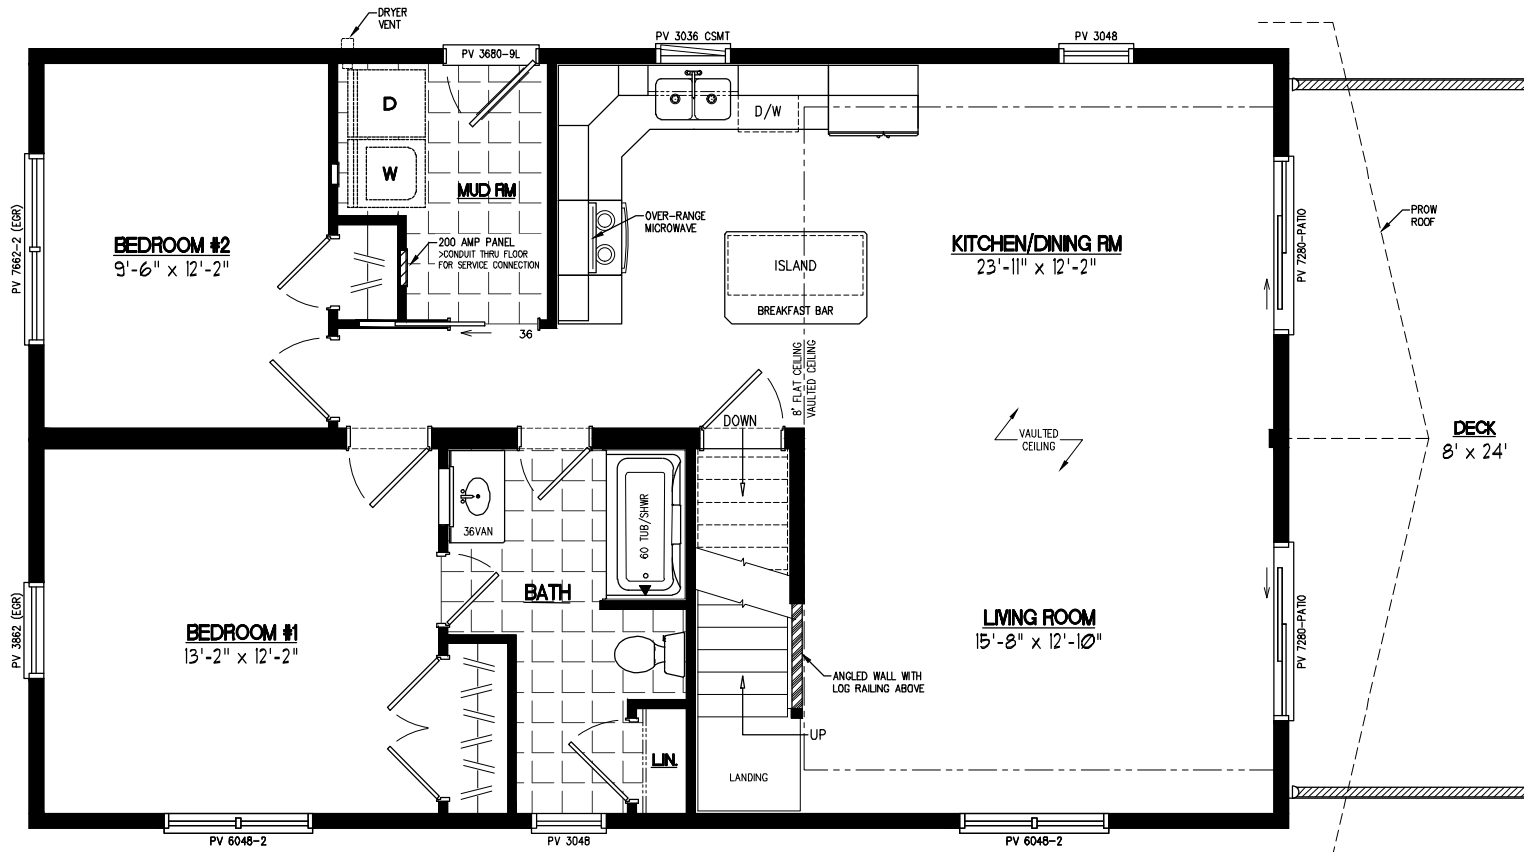 DRYER
VENT
PV 3680-9L
PV 3036 CSMT
PV 3048
D
W
D/W
MUD RM
OVER-RANGE
MICROWAVE
PROW
ROOF
PV 7662-2 (EGR)
BEDROOM #2
9'-6" x 12'-2"
200 AMP PANEL
>CONDUIT THRU FLOOR
FOR SERVICE CONNECTION
ISLAND
BREAKFAST BAR
KITCHEN/DINING RM
23'-11" x 12'-2"
PV 7280-PATIO
36
8' FLAT CEILING
VAULTED CEILING
DOWN
VAULTED
CEILING
DECK
8' x 24'
36VAN
60 TUB/SHWR
BATH
PV 3862 (EGR)
BEDROOM #1
13'-2" x 12'-2"
LIVING ROOM
15'-8" x 12'-10"
PV 7280-PATIO
ANGLED WALL WITH
LOG RAILING ABOVE
UP
LIN.
LANDING
PV 6048-2
PV 3048
PV 6048-2